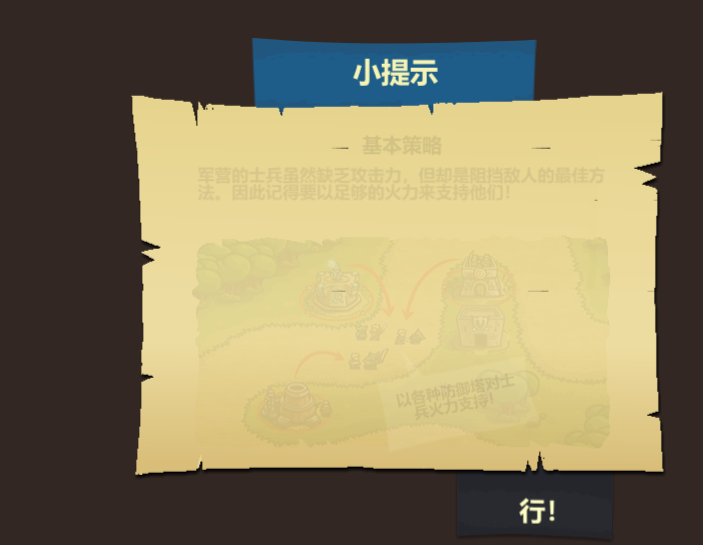 小提示
基本策略
军营的士兵虽然缺乏攻击力，但却是阻挡敌人的最佳方
法。因此记得要以足够的火力来支持他们！
以各种防御塔对士
兵火力支持！
行！